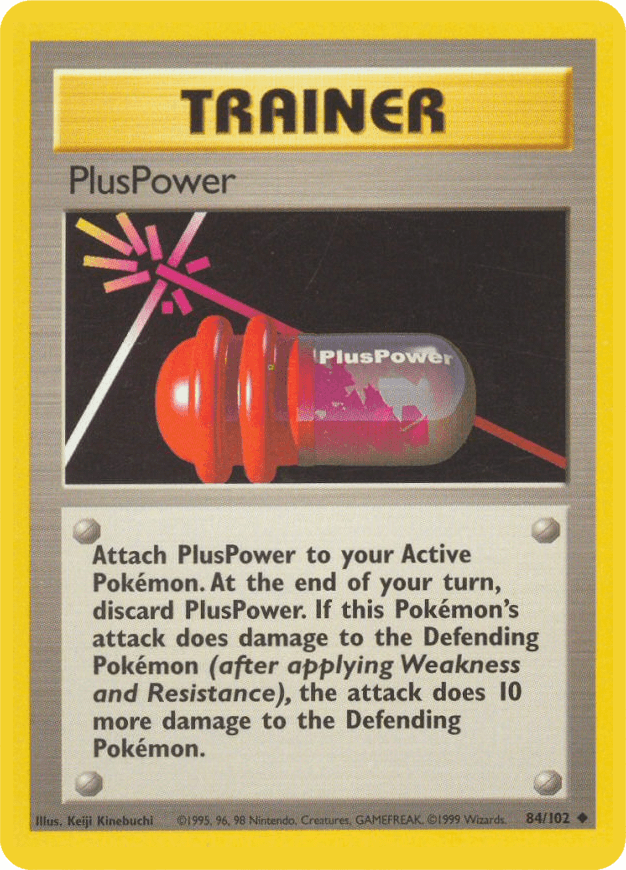 TRAINER
PlusPower
PlusPower
Attach PlusPower to your Active
Pokémon. At the end of your turn,
discard PlusPower. If this Pokémon's
attack does damage to the Defending
Pokémon (after applying Weakness
and Resistance), the attack does 10
more damage to the Defending
Pokémon.
Illus. Keiji Kinebuchi ©1995, 96, 98 Nintendo, Creatures, GAMEFREAK. ©1999 Wizards. 84/102 ◆